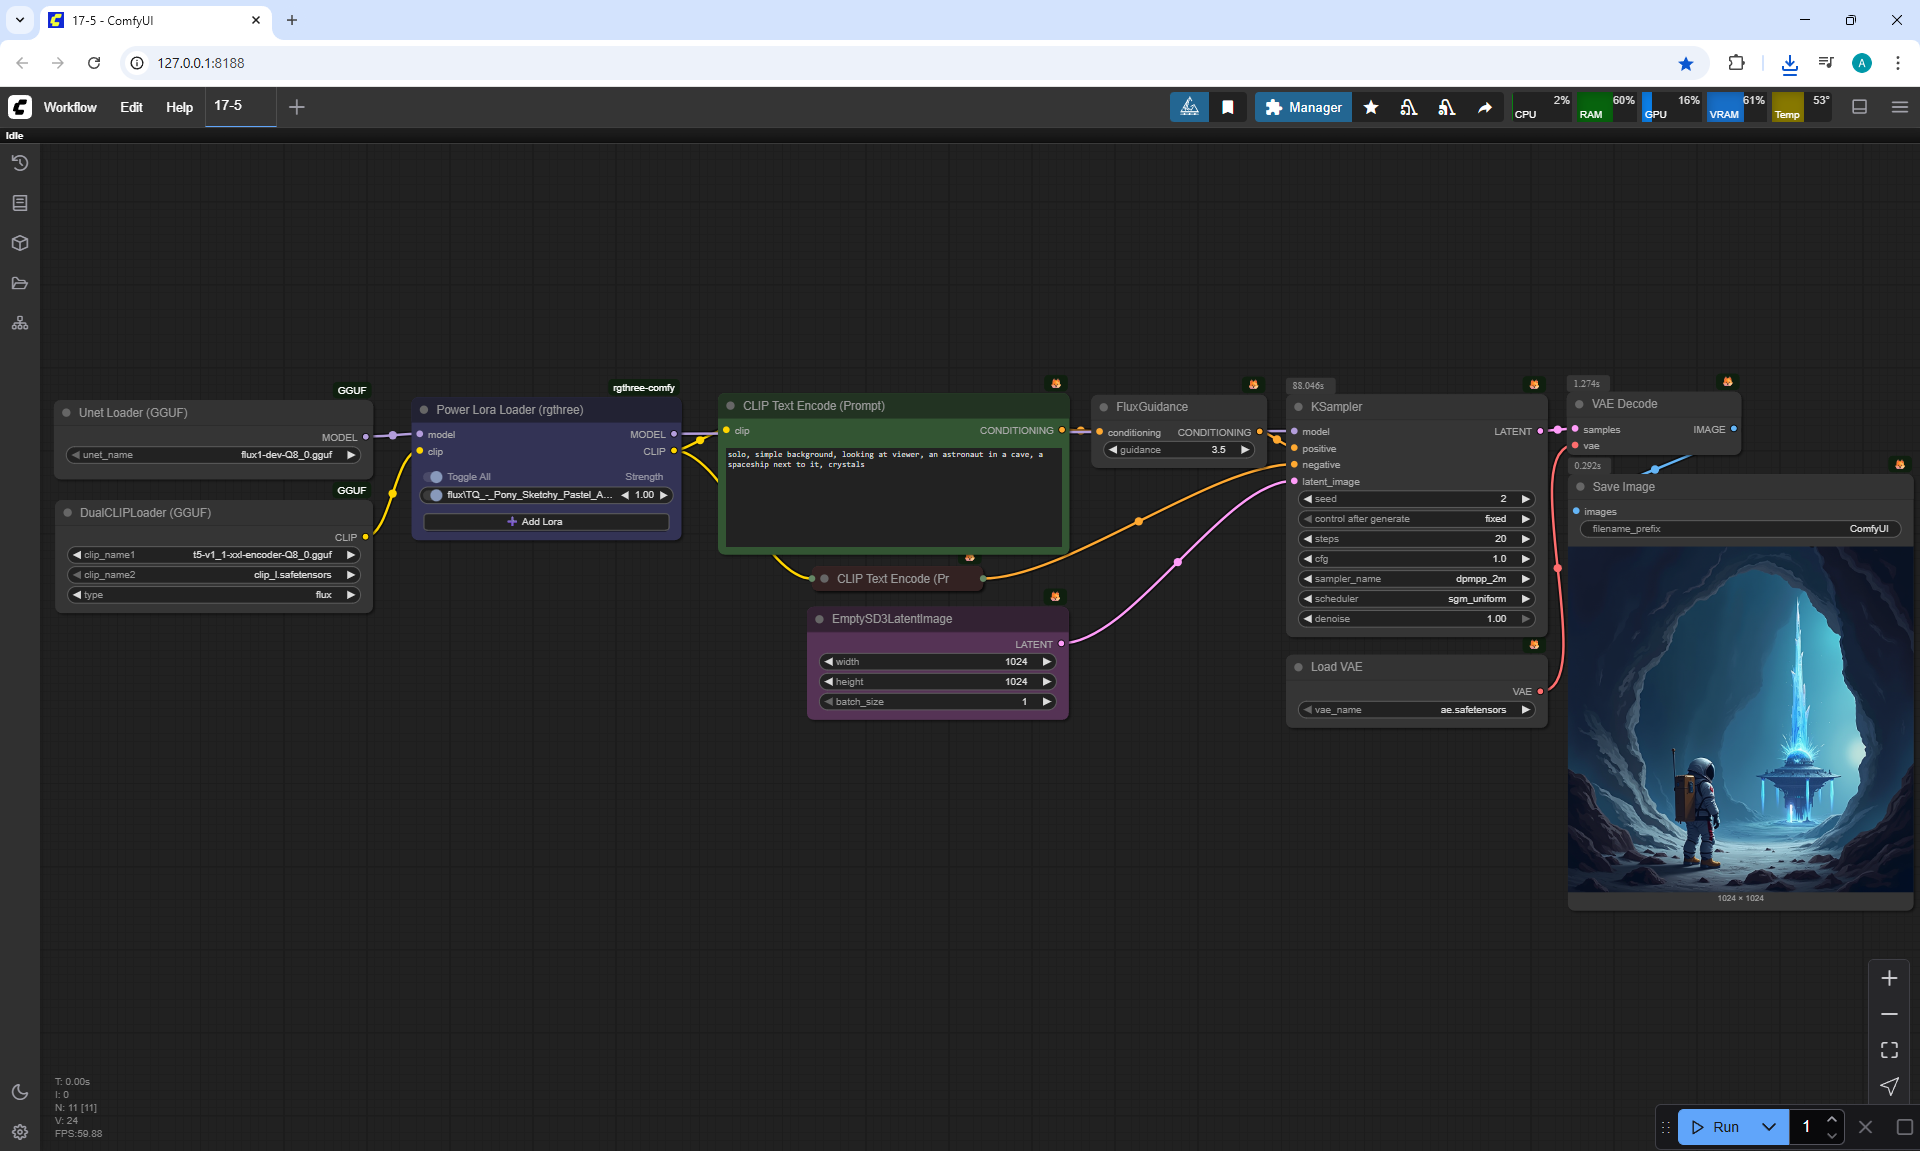 17-5 - ComfyUI
127.0.0.1:8188
A
Workflow
Edit
Help
17-5
Manager
CPU 2%
RAM 60%
GPU 16%
VRAM 61%
Temp 53°
Idle
GGUF
Unet Loader (GGUF)
MODEL
unet_name flux1-dev-Q8_0.gguf
GGUF
DualCLIPLoader (GGUF)
CLIP
clip_name1 t5-v1_1-xxl-encoder-Q8_0.gguf
clip_name2 clip_l.safetensors
type flux
rgthree-comfy
Power Lora Loader (rgthree)
model MODEL
clip CLIP
Toggle All Strength
flux\TQ_-_Pony_Sketchy_Pastel_A... 1.00
Add Lora
CLIP Text Encode (Prompt)
clip CONDITIONING
solo, simple background, looking at viewer, an astronaut in a cave, a
spaceship next to it, crystals
CLIP Text Encode (Pr
EmptySD3LatentImage
LATENT
width 1024
height 1024
batch_size 1
FluxGuidance
conditioning CONDITIONING
guidance 3.5
88.046s
KSampler
model LATENT
positive
negative
latent_image
seed 2
control after generate fixed
steps 20
cfg 1.0
sampler_name dpmpp_2m
scheduler sgm_uniform
denoise 1.00
Load VAE
VAE
vae_name ae.safetensors
1.274s
VAE Decode
samples IMAGE
vae
0.292s
Save Image
images
filename_prefix ComfyUI
1024 × 1024
T: 0.00s
I: 0
N: 11 [11]
V: 24
FPS:59.88
Run
1